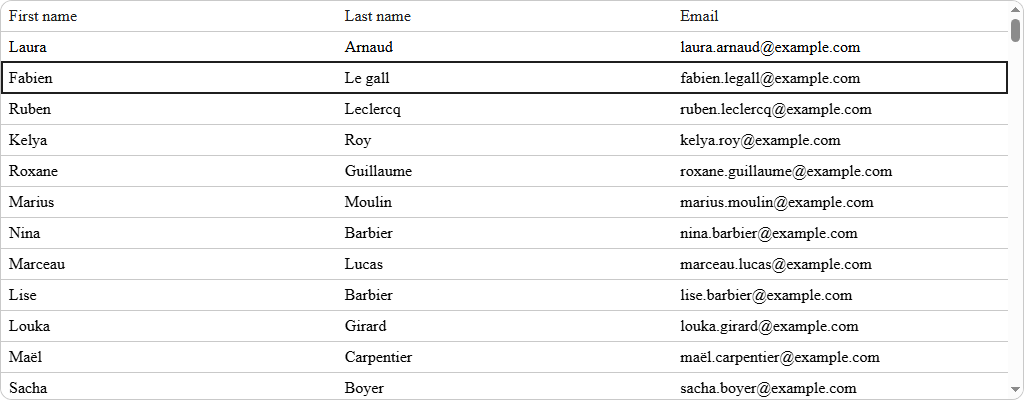 First name Last name Email
Laura Arnaud laura.arnaud@example.com
Fabien Le gall fabien.legall@example.com
Ruben Leclercq ruben.leclercq@example.com
Kelya Roy kelya.roy@example.com
Roxane Guillaume roxane.guillaume@example.com
Marius Moulin marius.moulin@example.com
Nina Barbier nina.barbier@example.com
Marceau Lucas marceau.lucas@example.com
Lise Barbier lise.barbier@example.com
Louka Girard louka.girard@example.com
Maël Carpentier maël.carpentier@example.com
Sacha Boyer sacha.boyer@example.com